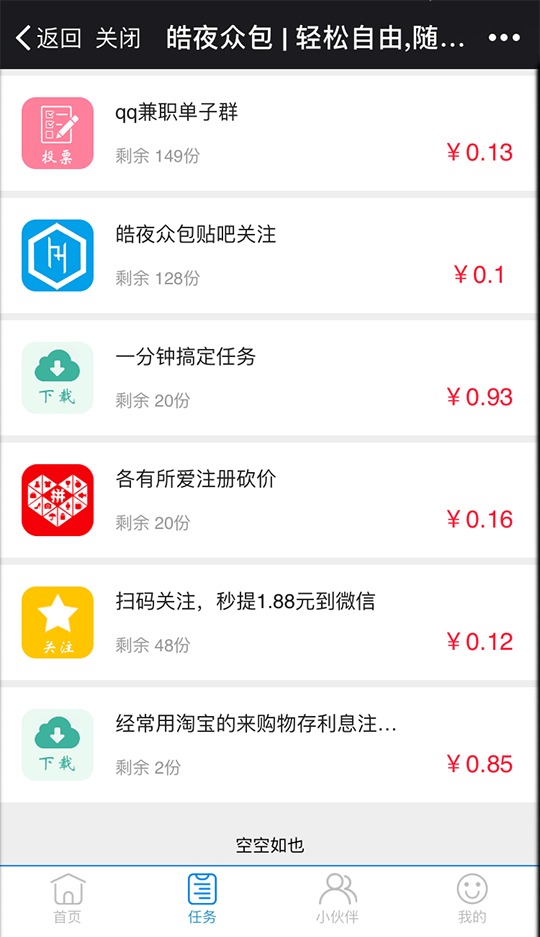 返回 关闭 皓夜众包 | 轻松自由,随...
qq兼职单子群
投票
剩余 149份
¥0.13
皓夜众包贴吧关注
剩余 128份
¥0.1
一分钟搞定任务
下载
剩余 20份
¥0.93
各有所爱注册砍价
拼
剩余 20份
¥0.16
扫码关注，秒提1.88元到微信
关注
剩余 48份
¥0.12
经常用淘宝的来购物存利息注...
下载
剩余 2份
¥0.85
空空如也
首页 任务 小伙伴 我的